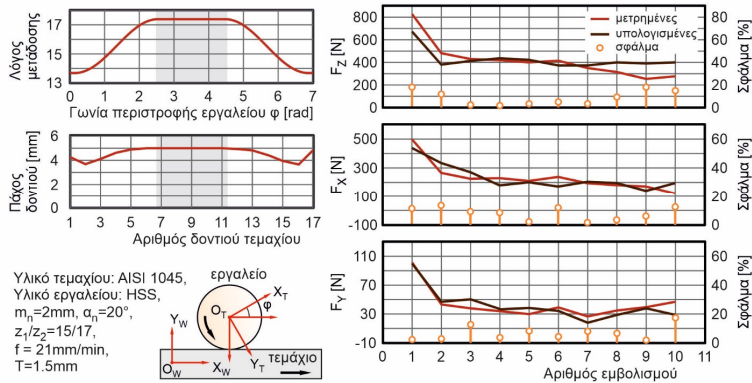 Λόγος μετάδοσης
17
15
13
0 1 2 3 4 5 6 7
Γωνία περιστροφής εργαλείου φ [rad]
Πάχος δοντιού [mm]
6
5
4
2
0
1 3 5 7 9 11 13 15 17
Αριθμός δοντιού τεμαχίου
Υλικό τεμαχίου: AISI 1045,
Υλικό εργαλείου: HSS,
mn=2mm, αn=20°,
z1/z2=15/17,
f = 21mm/min,
T=1.5mm
εργαλείο
XT
OT
φ
YW
YT
τεμάχιο
OW
XW
FZ [N]
800
600
400
200
0
μετρημένες
υπολογισμένες
σφάλμα
80
60
40
20
0
Σφάλμα [%]
FX [N]
500
300
100
-100
60
40
20
0
Σφάλμα [%]
FY [N]
110
70
30
-10
60
40
20
0
Σφάλμα [%]
0 1 2 3 4 5 6 7 8 9 10 11
Αριθμός εμβολισμού